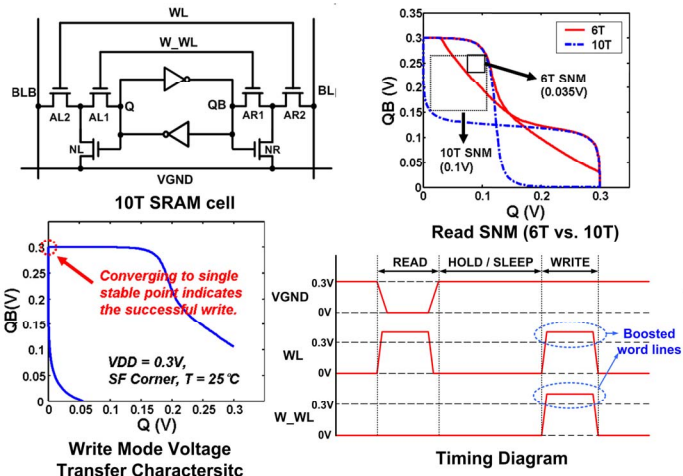 WL
W_WL
BLB
BL
AL2
AL1
Q
QB
AR1
AR2
NL
NR
VGND
10T SRAM cell
0.35
0.3
0.25
0.2
0.15
0.1
0.05
0
QB (V)
6T
10T
6T SNM
(0.035V)
10T SNM
(0.1V)
0
0.1
0.2
0.3
Q (V)
Read SNM (6T vs. 10T)
0.3
0.25
0.2
0.15
0.1
0.05
0
QB(V)
Converging to single
stable point indicates
the successful write.
VDD = 0.3V,
SF Corner, T = 25°C
0
0.05
0.1
0.15
0.2
0.25
0.3
Q (V)
Write Mode Voltage
Transfer Charactersitc
READ
HOLD / SLEEP
WRITE
VGND
0.3V
0V
WL
0.3V
0V
W_WL
0.3V
0V
Boosted
word lines
Timing Diagram